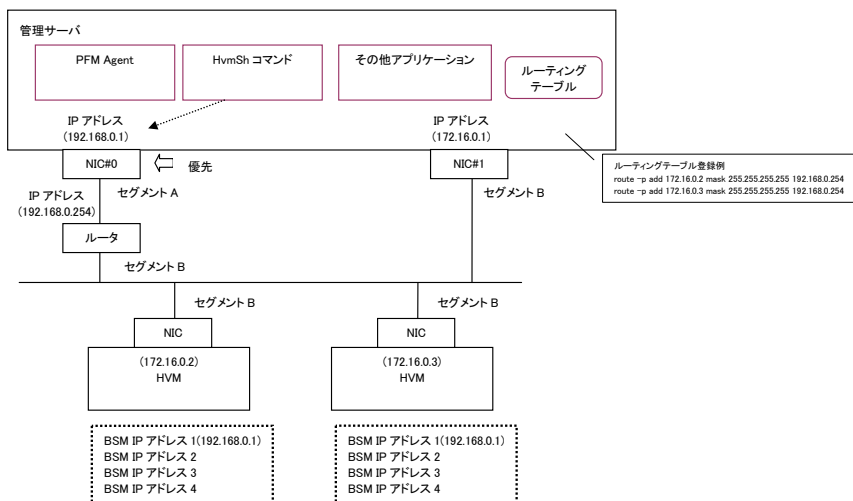 管理サーバ
PFM Agent
HvmSh コマンド
その他アプリケーション
ルーティング
テーブル
IP アドレス
(192.168.0.1)
IP アドレス
(172.16.0.1)
NIC#0
優先
NIC#1
ルーティングテーブル登録例
route -p add 172.16.0.2 mask 255.255.255.255 192.168.0.254
route -p add 172.16.0.3 mask 255.255.255.255 192.168.0.254
IP アドレス
(192.168.0.254)
セグメント A
セグメント B
ルータ
セグメント B
セグメント B
セグメント B
NIC
NIC
(172.16.0.2)
HVM
(172.16.0.3)
HVM
BSM IP アドレス 1(192.168.0.1)
BSM IP アドレス 2
BSM IP アドレス 3
BSM IP アドレス 4
BSM IP アドレス 1(192.168.0.1)
BSM IP アドレス 2
BSM IP アドレス 3
BSM IP アドレス 4